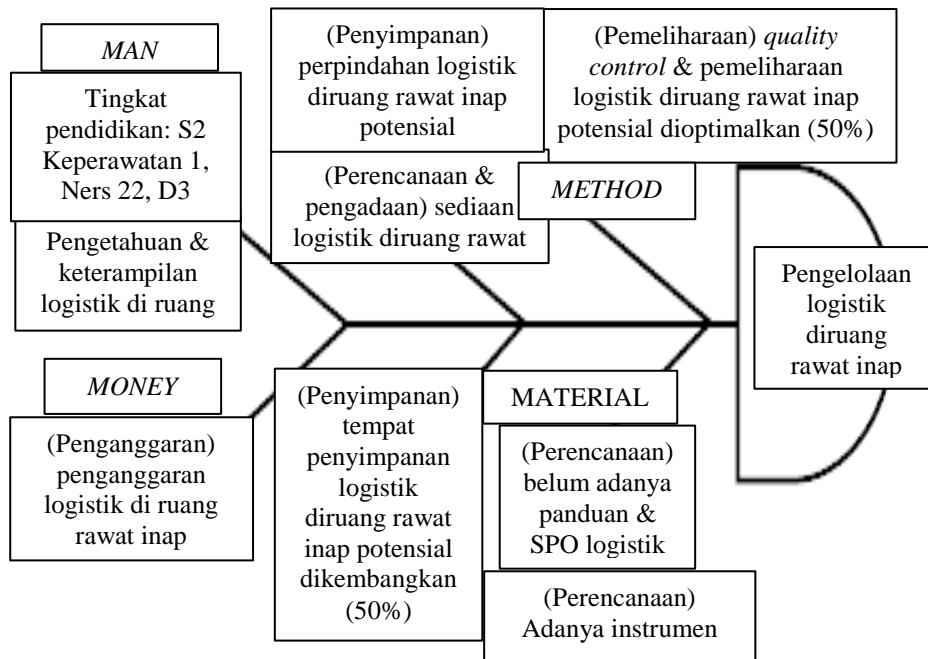 MAN
Tingkat
pendidikan: S2
Keperawatan 1,
Ners 22, D3
Pengetahuan &
keterampilan
logistik di ruang
(Penyimpanan)
perpindahan logistik
diruang rawat inap
potensial
(Perencanaan &
pengadaan) sediaan
logistik diruang rawat
(Pemeliharaan) quality
control & pemeliharaan
logistik diruang rawat inap
potensial dioptimalkan (50%)
METHOD
Pengelolaan
logistik
diruang
rawat inap
MONEY
(Penganggaran)
penganggaran
logistik di ruang
rawat inap
(Penyimpanan)
tempat
penyimpanan
logistik
diruang rawat
inap potensial
dikembangkan
(50%)
MATERIAL
(Perencanaan)
belum adanya
panduan &
SPO logistik
(Perencanaan)
Adanya instrumen